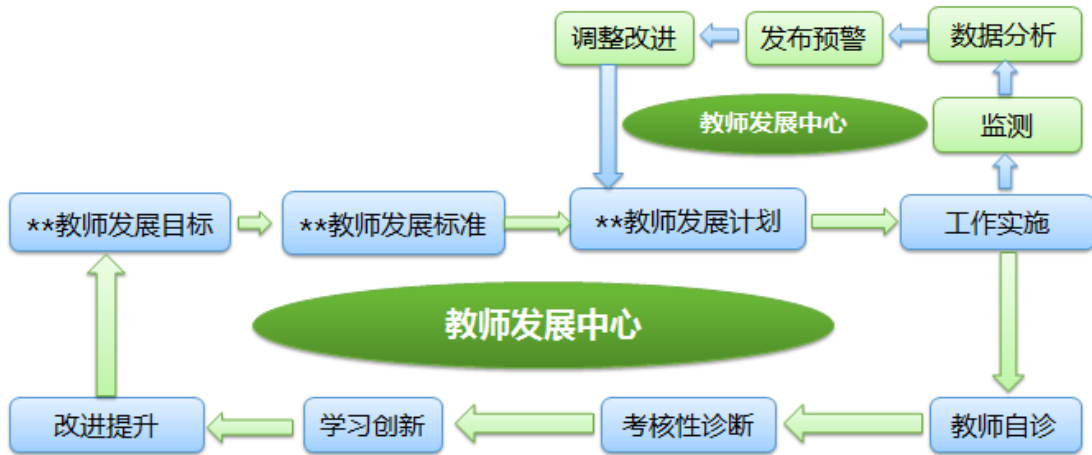 调整改进
发布预警
数据分析
教师发展中心
监测
**教师发展目标
**教师发展标准
**教师发展计划
工作实施
教师发展中心
改进提升
学习创新
考核性诊断
教师自诊